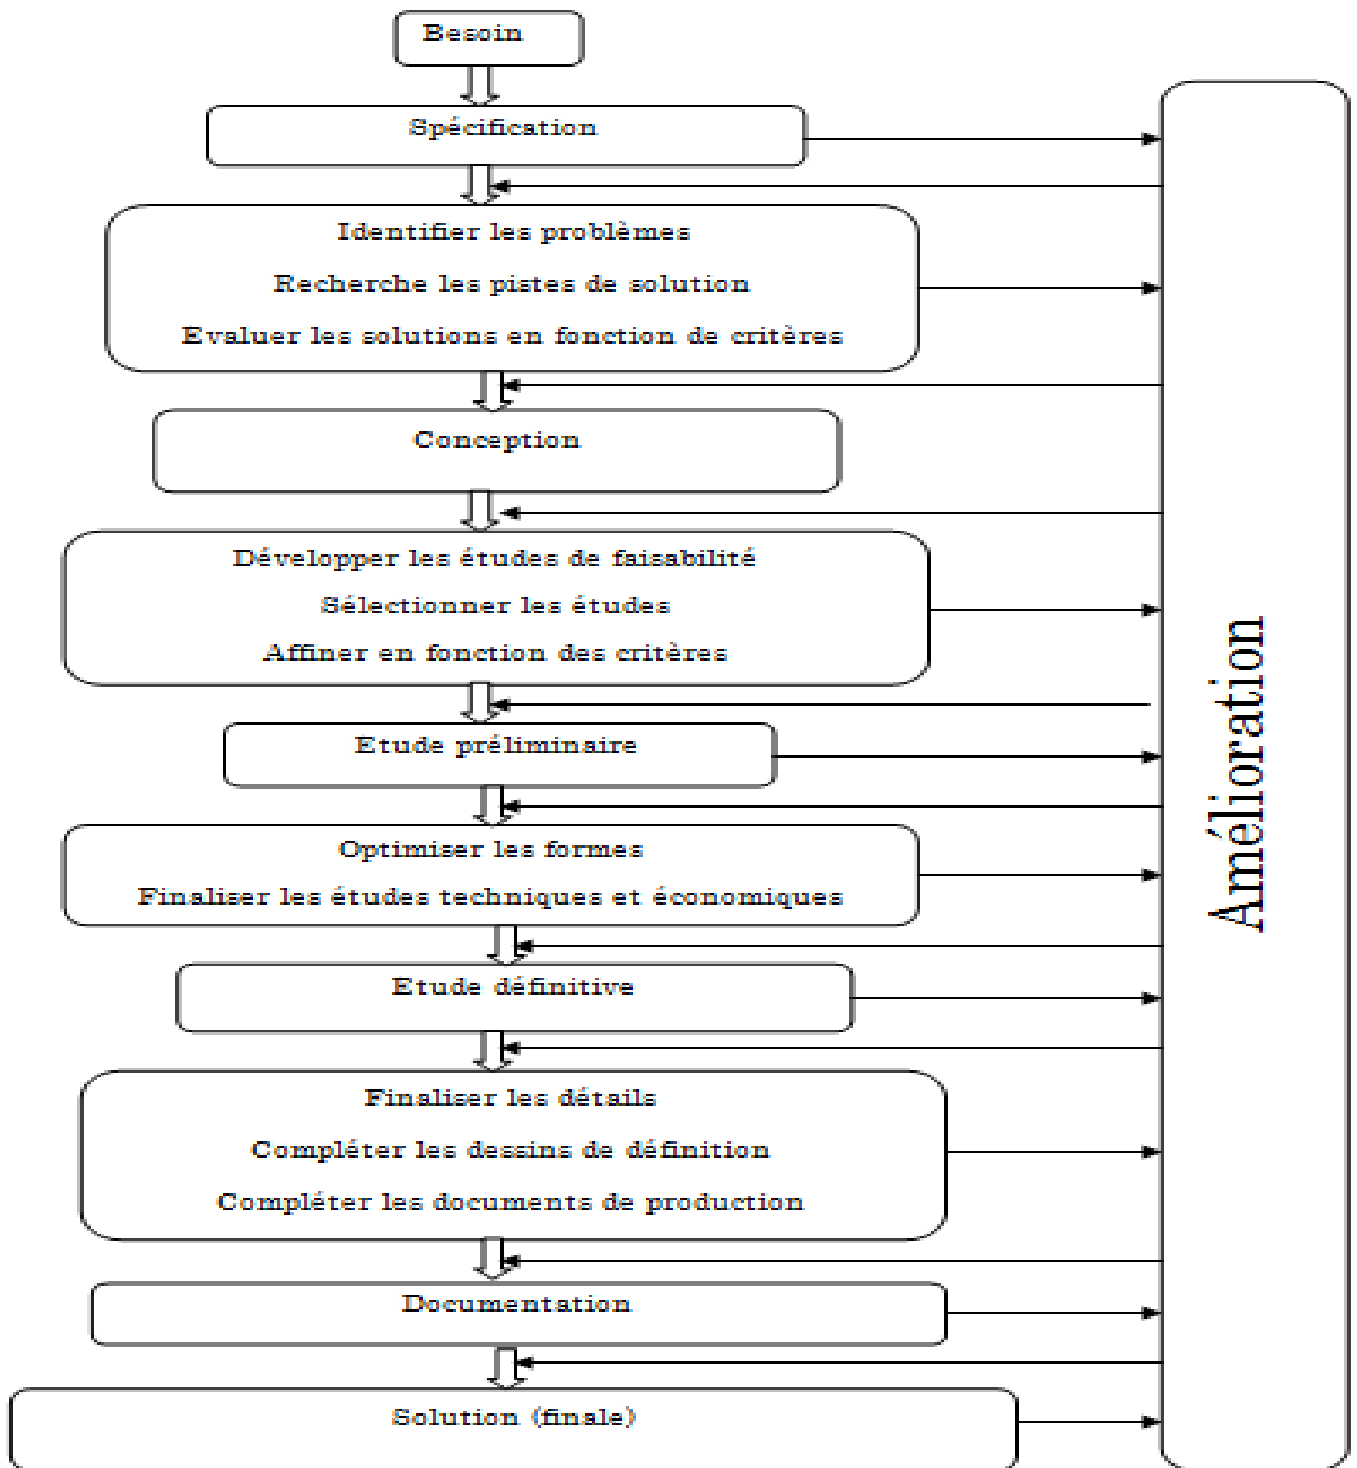 Besoin
Spécification
Identifier les problèmes
Recherche les pistes de solution
Evaluer les solutions en fonction de critères
Conception
Développer les études de faisabilité
Sélectionner les études
Affiner en fonction des critères
Etude préliminaire
Optimiser les formes
Finaliser les études techniques et économiques
Etude définitive
Finaliser les détails
Compléter les dessins de définition
Compléter les documents de production
Documentation
Solution (finale)
Amélioration